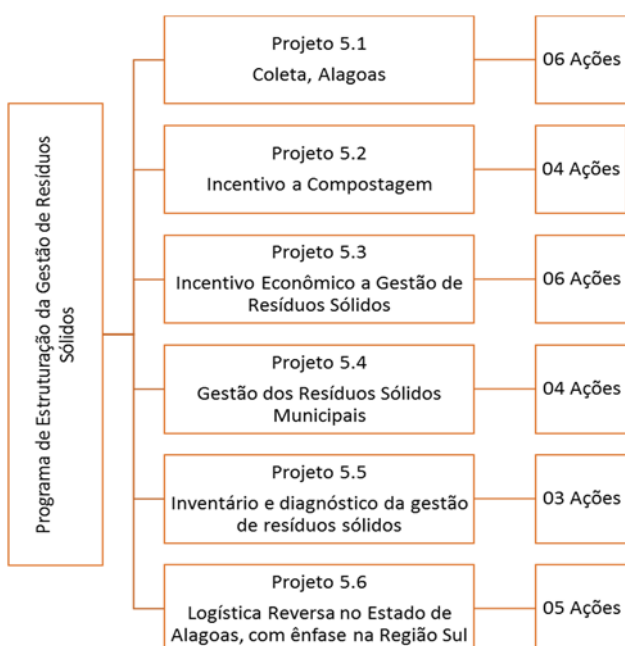 Programa de Estruturação da Gestão de Resíduos
Sólidos
Projeto 5.1
Coleta, Alagoas
06 Ações
Projeto 5.2
Incentivo a Compostagem
04 Ações
Projeto 5.3
Incentivo Econômico a Gestão de
Resíduos Sólidos
06 Ações
Projeto 5.4
Gestão dos Resíduos Sólidos
Municipais
04 Ações
Projeto 5.5
Inventário e diagnóstico da gestão
de resíduos sólidos
03 Ações
Projeto 5.6
Logística Reversa no Estado de
Alagoas, com ênfase na Região Sul
05 Ações